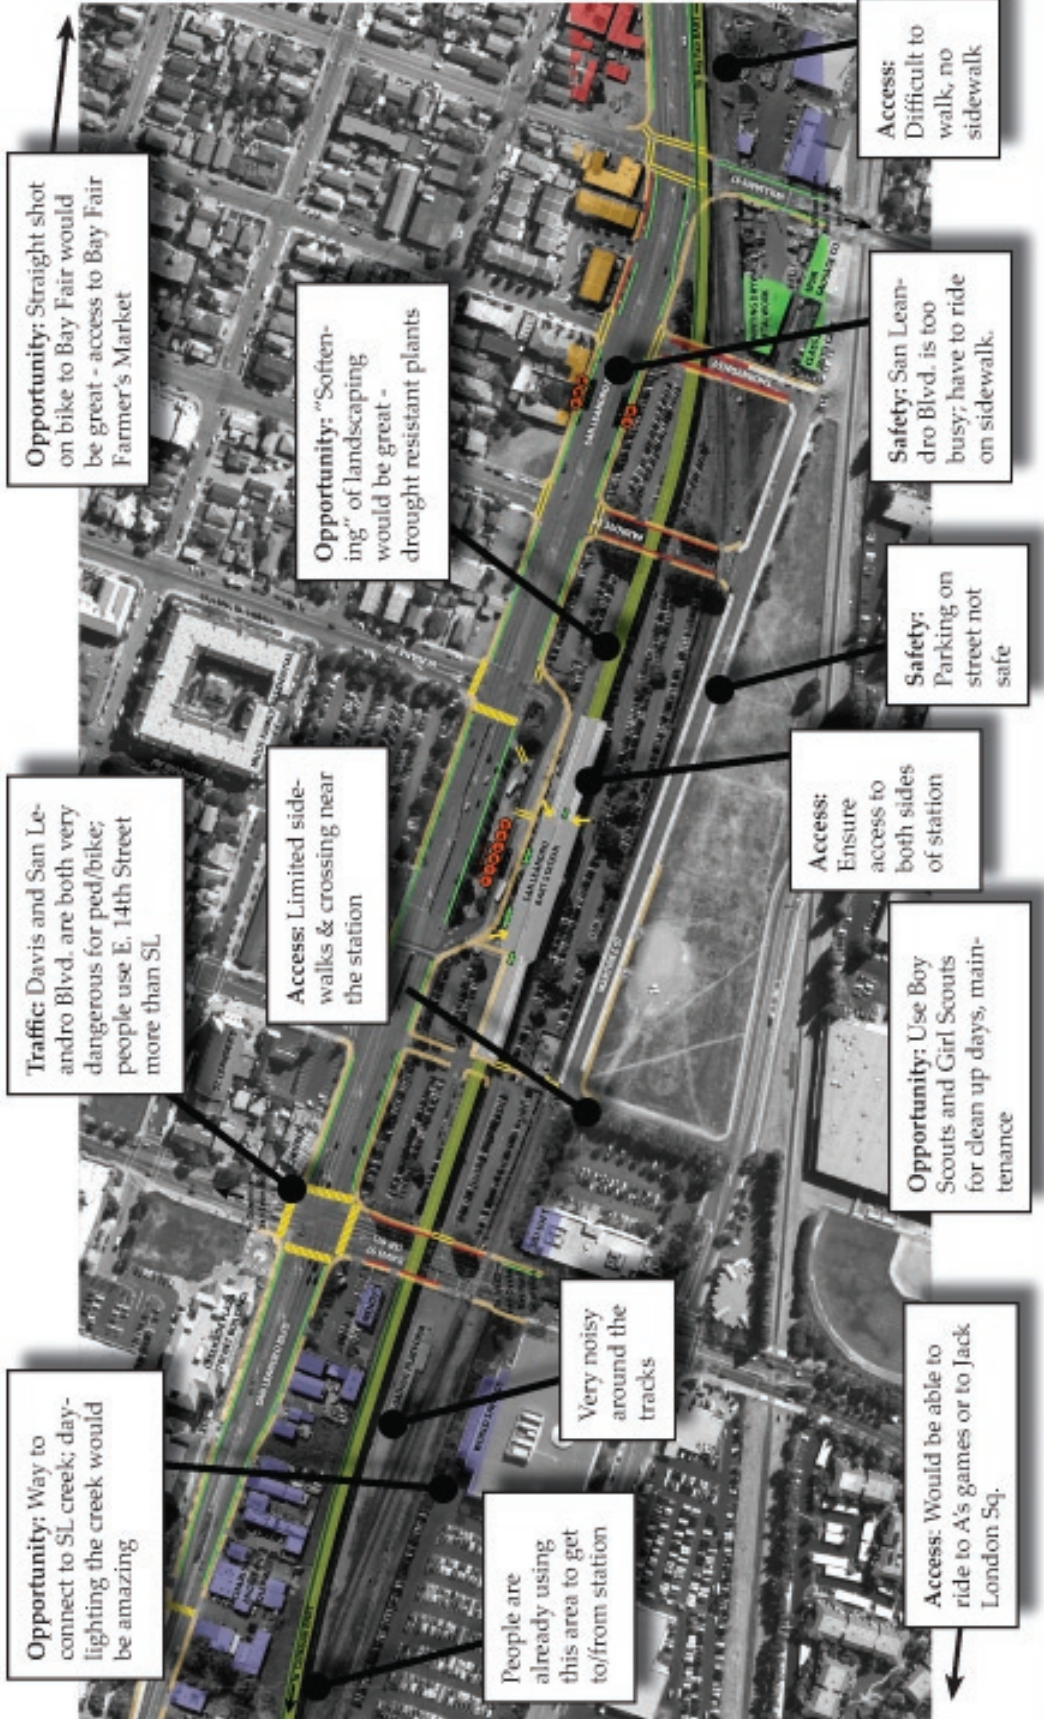 Opportunity: Way to
connect to SL creek; day-
lighting the creek would
be amazing
Traffic: Davis and San Le-
andro Blvd. are both very
dangerous for ped/bike;
people use E. 14th Street
more than SL
Opportunity: Straight shot
on bike to Bay Fair would
be great - access to Bay Fair
Farmer's Market
Access: Limited side-
walks & crossing near
the station
Opportunity: "Soften-
ing" of landscaping
would be great -
drought resistant plants
SAN LEANDRO BLVD
SAN LEANDRO
BART STATION
People are
already using
this area to get
to/from station
Very noisy
around the
tracks
Access: Would be able to
ride to A's games or to Jack
London Sq.
Opportunity: Use Boy
Scouts and Girl Scouts
for clean up days, main-
tenance
Access:
Ensure
access to
both sides
of station
Safety:
Parking on
street not
safe
Safety: San Lean-
dro Blvd. is too
busy; have to ride
on sidewalk.
Access:
Difficult to
walk, no
sidewalk